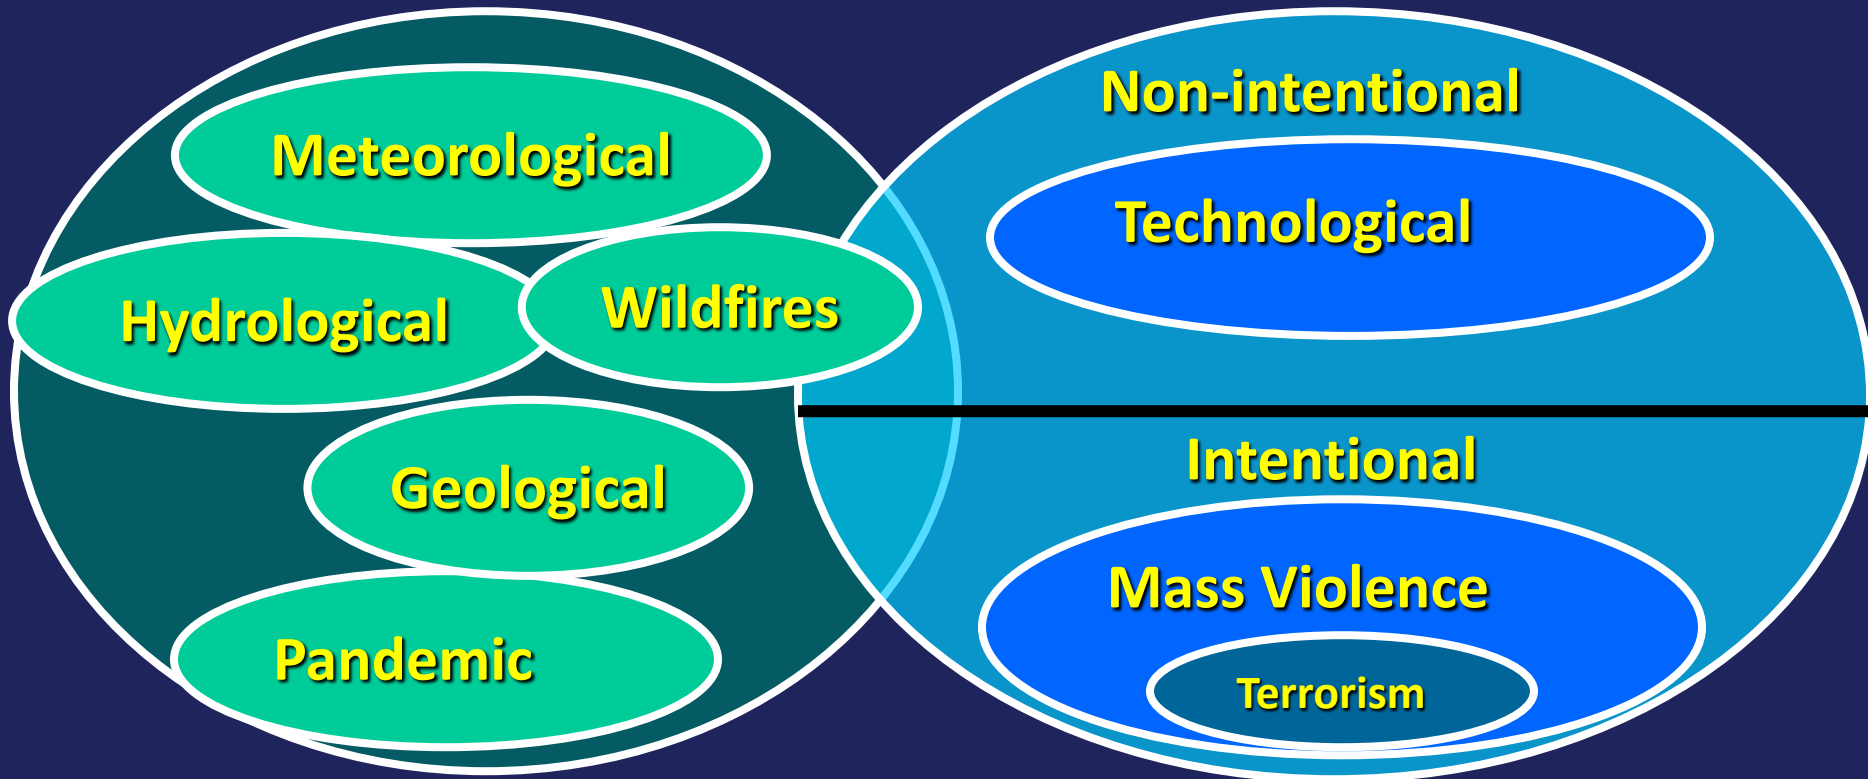 Meteorological
Hydrological
Wildfires
Geological
Pandemic
Non-intentional
Technological
Intentional
Mass Violence
Terrorism